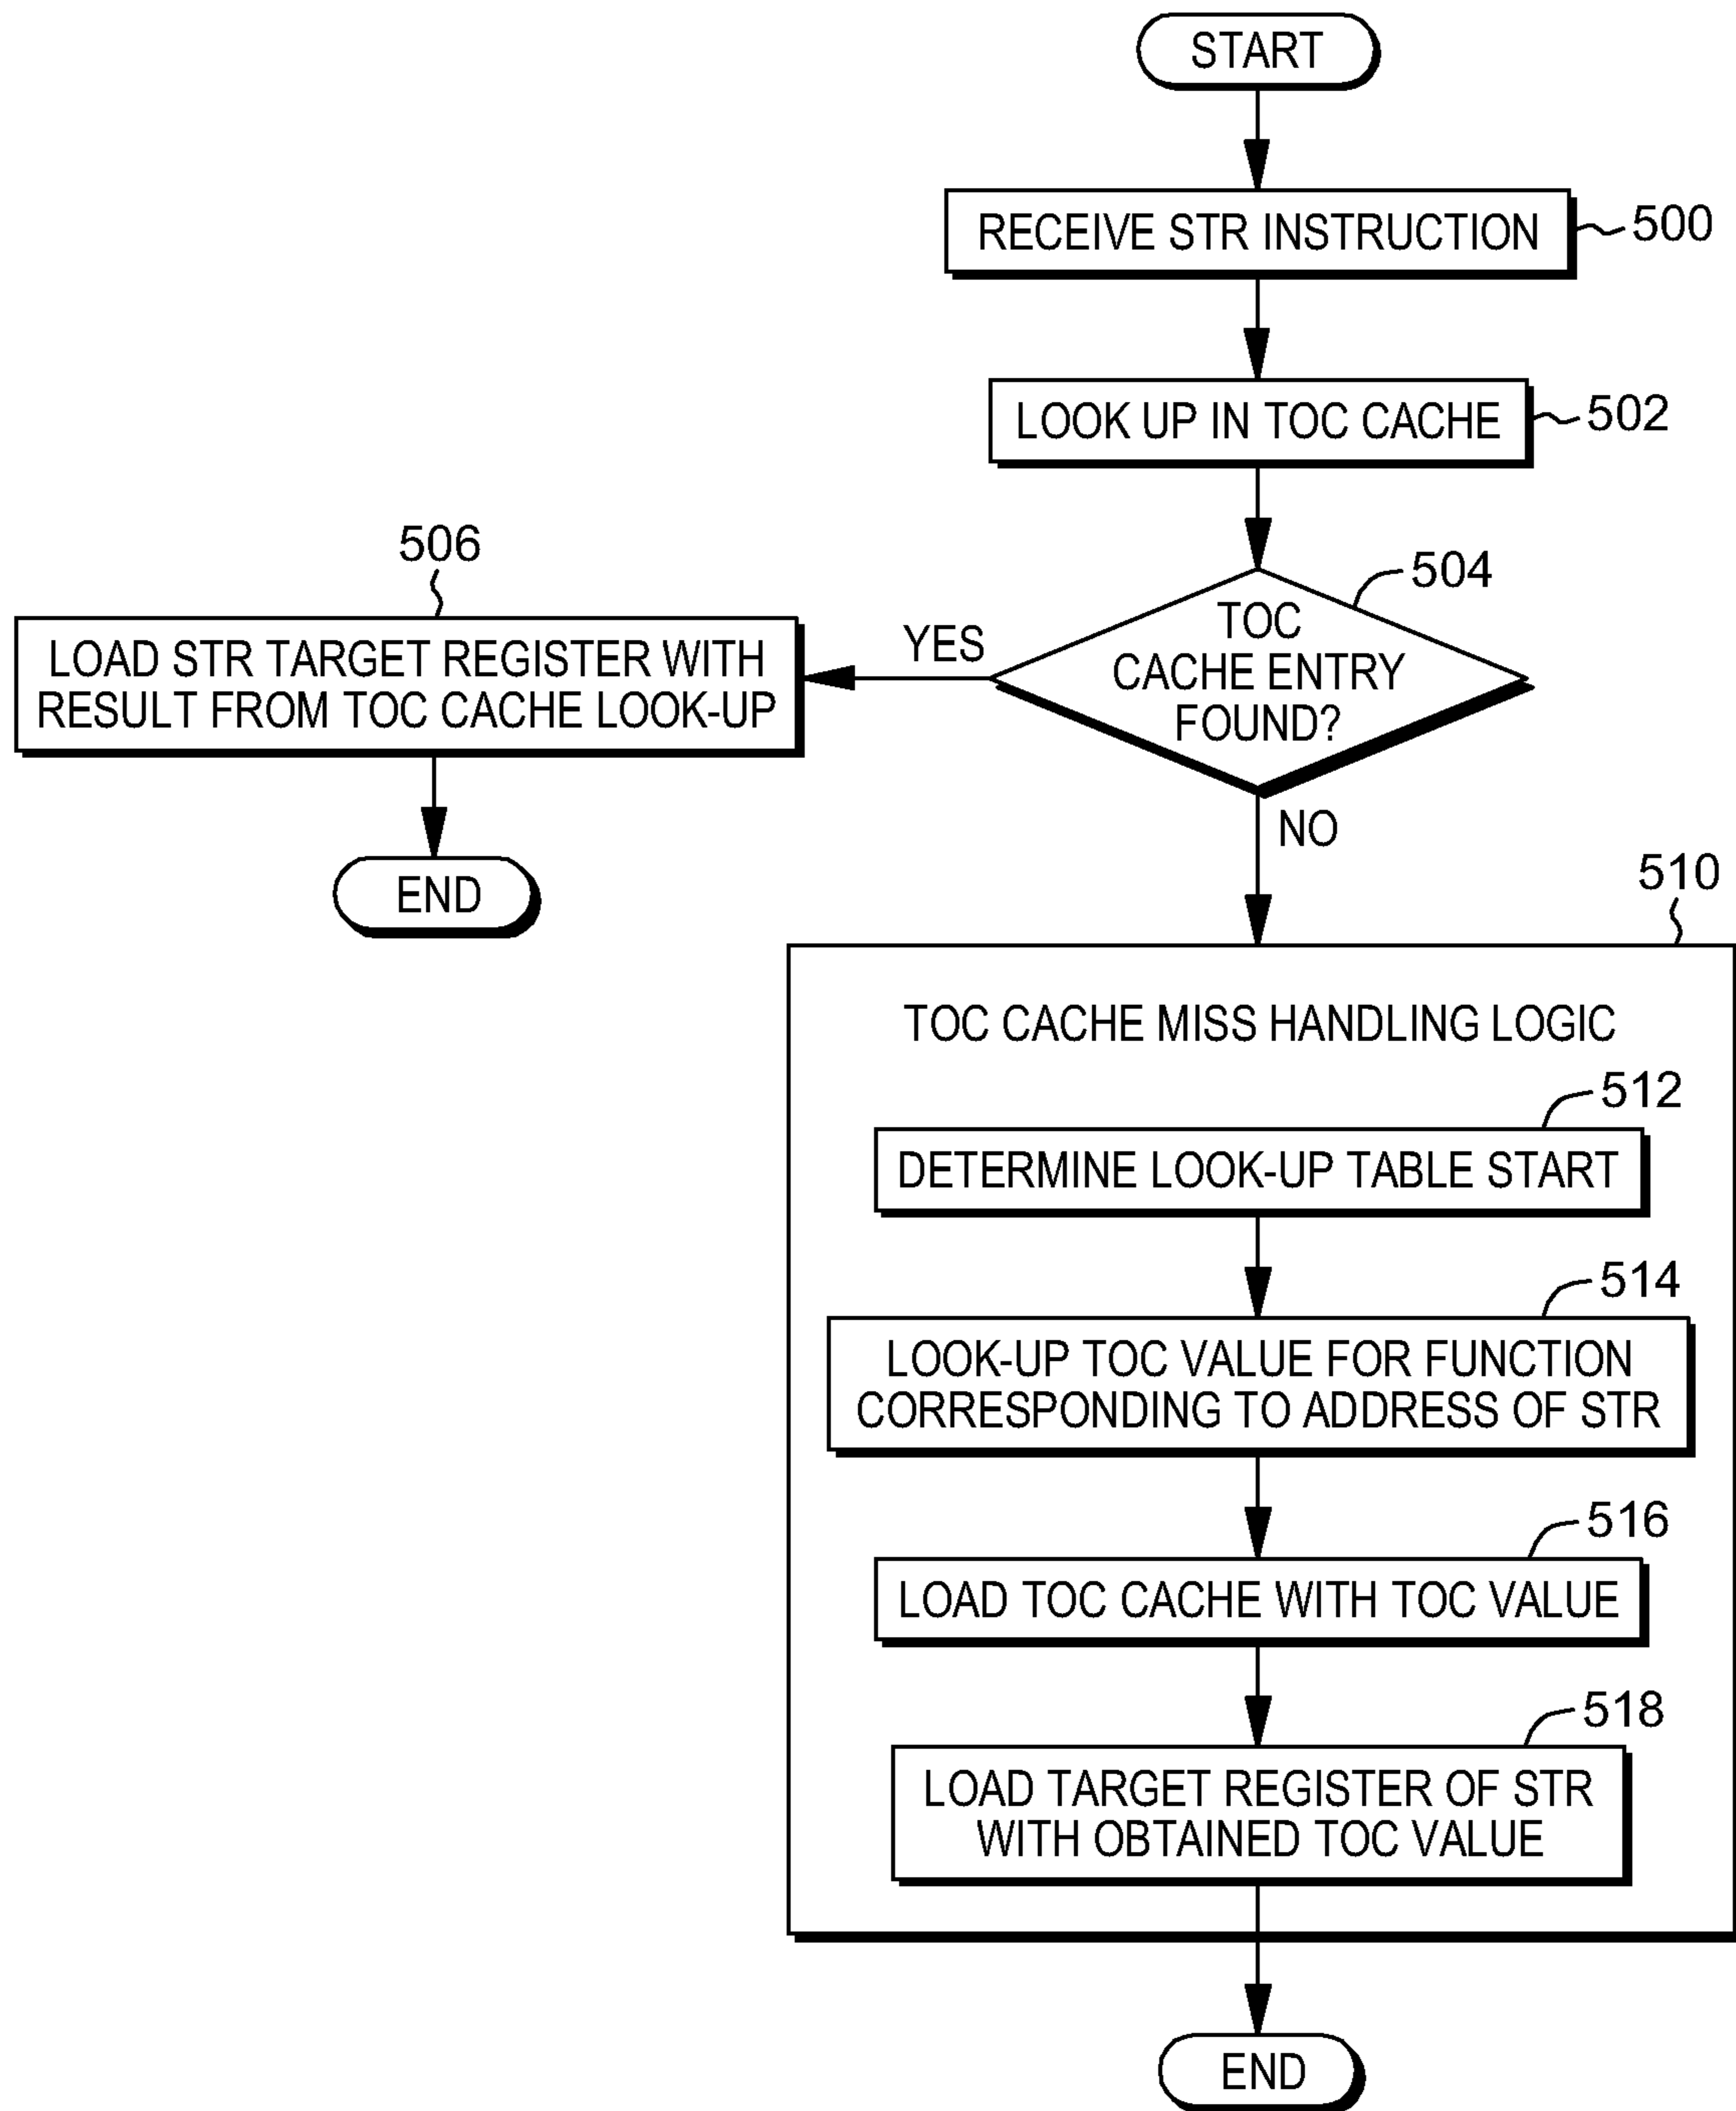 START
RECEIVE STR INSTRUCTION
500
LOOK UP IN TOC CACHE
502
504
TOC
CACHE ENTRY
FOUND?
YES
NO
506
LOAD STR TARGET REGISTER WITH
RESULT FROM TOC CACHE LOOK-UP
END
510
TOC CACHE MISS HANDLING LOGIC
512
DETERMINE LOOK-UP TABLE START
514
LOOK-UP TOC VALUE FOR FUNCTION
CORRESPONDING TO ADDRESS OF STR
516
LOAD TOC CACHE WITH TOC VALUE
518
LOAD TARGET REGISTER OF STR
WITH OBTAINED TOC VALUE
END